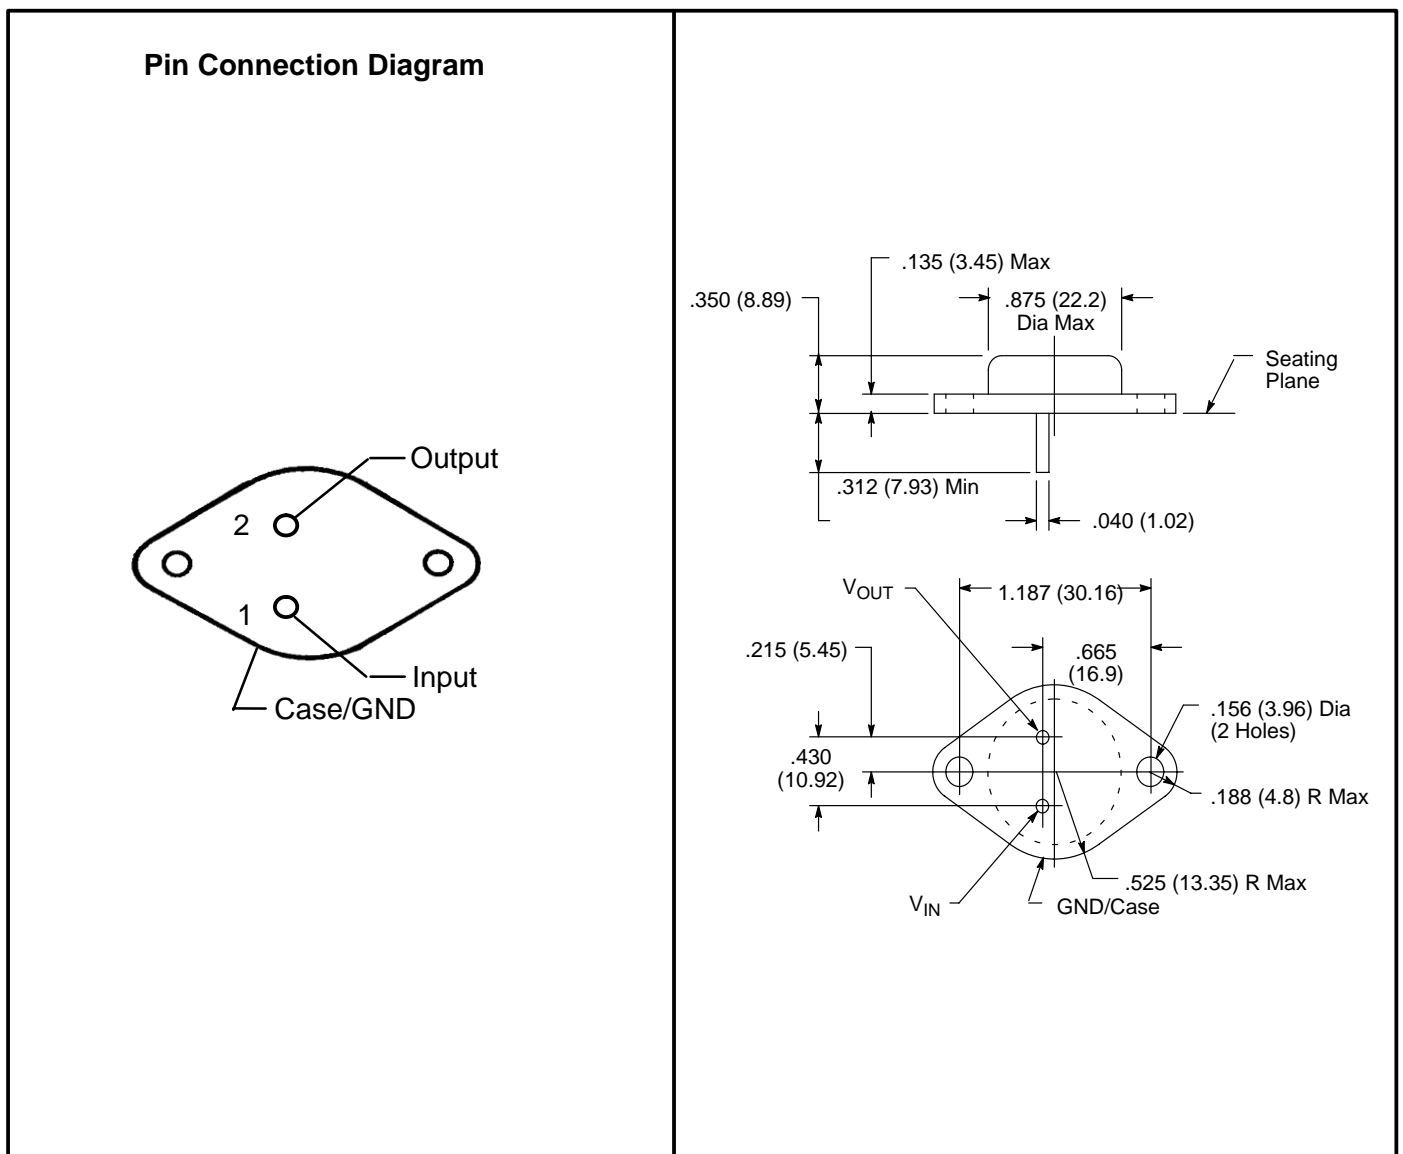 Pin Connection Diagram
Output
2
1
Input
Case/GND
.135 (3.45) Max
.350 (8.89)
.875 (22.2)
Dia Max
Seating
Plane
.312 (7.93) Min
.040 (1.02)
VOUT
1.187 (30.16)
.215 (5.45)
.665
(16.9)
.156 (3.96) Dia
(2 Holes)
.430
(10.92)
.188 (4.8) R Max
.525 (13.35) R Max
VIN
GND/Case